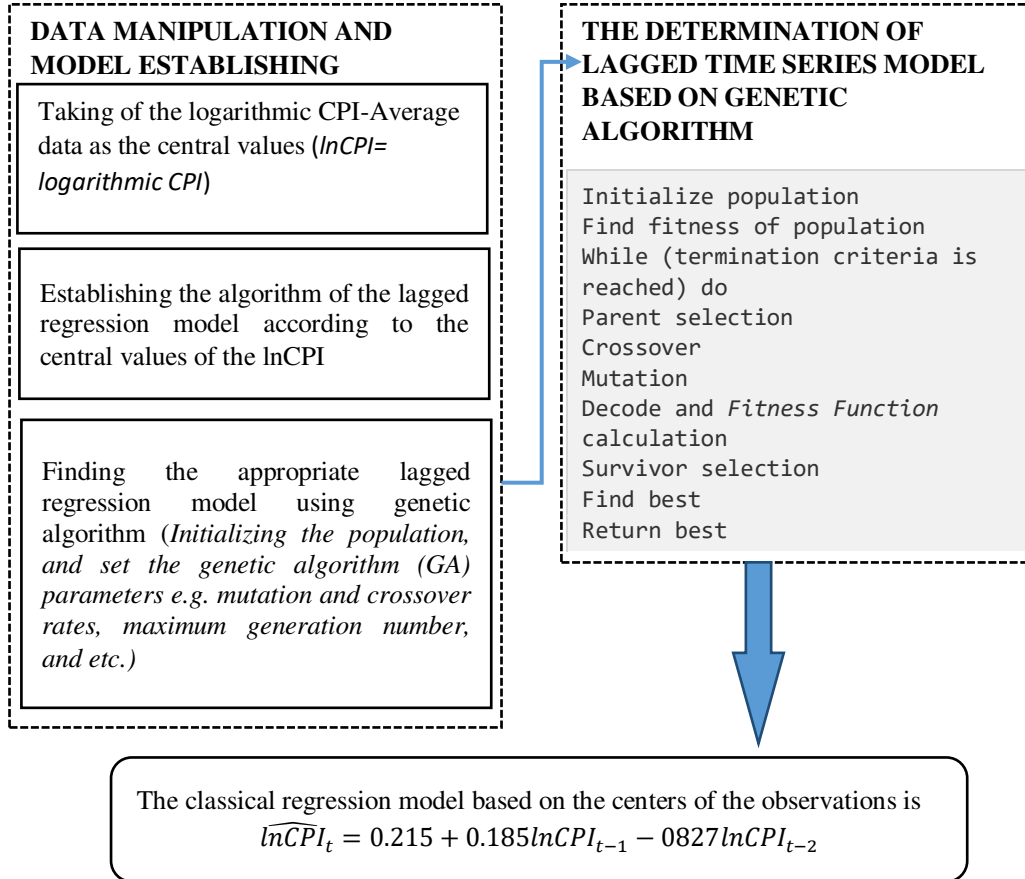 DATA MANIPULATION AND
MODEL ESTABLISHING
Taking of the logarithmic CPI-Average
data as the central values (lnCPI=
logarithmic CPI)
Establishing the algorithm of the lagged
regression model according to the
central values of the lnCPI
Finding the appropriate lagged
regression model using genetic
algorithm (Initializing the population,
and set the genetic algorithm (GA)
parameters e.g. mutation and crossover
rates, maximum generation number,
and etc.)
THE DETERMINATION OF
LAGGED TIME SERIES MODEL
BASED ON GENETIC
ALGORITHM
Initialize population
Find fitness of population
While (termination criteria is
reached) do
Parent selection
Crossover
Mutation
Decode and Fitness Function
calculation
Survivor selection
Find best
Return best
The classical regression model based on the centers of the observations is
$\widehat{lnCPI}_t = 0.215 + 0.185lnCPI_{t-1} - 0827lnCPI_{t-2}$